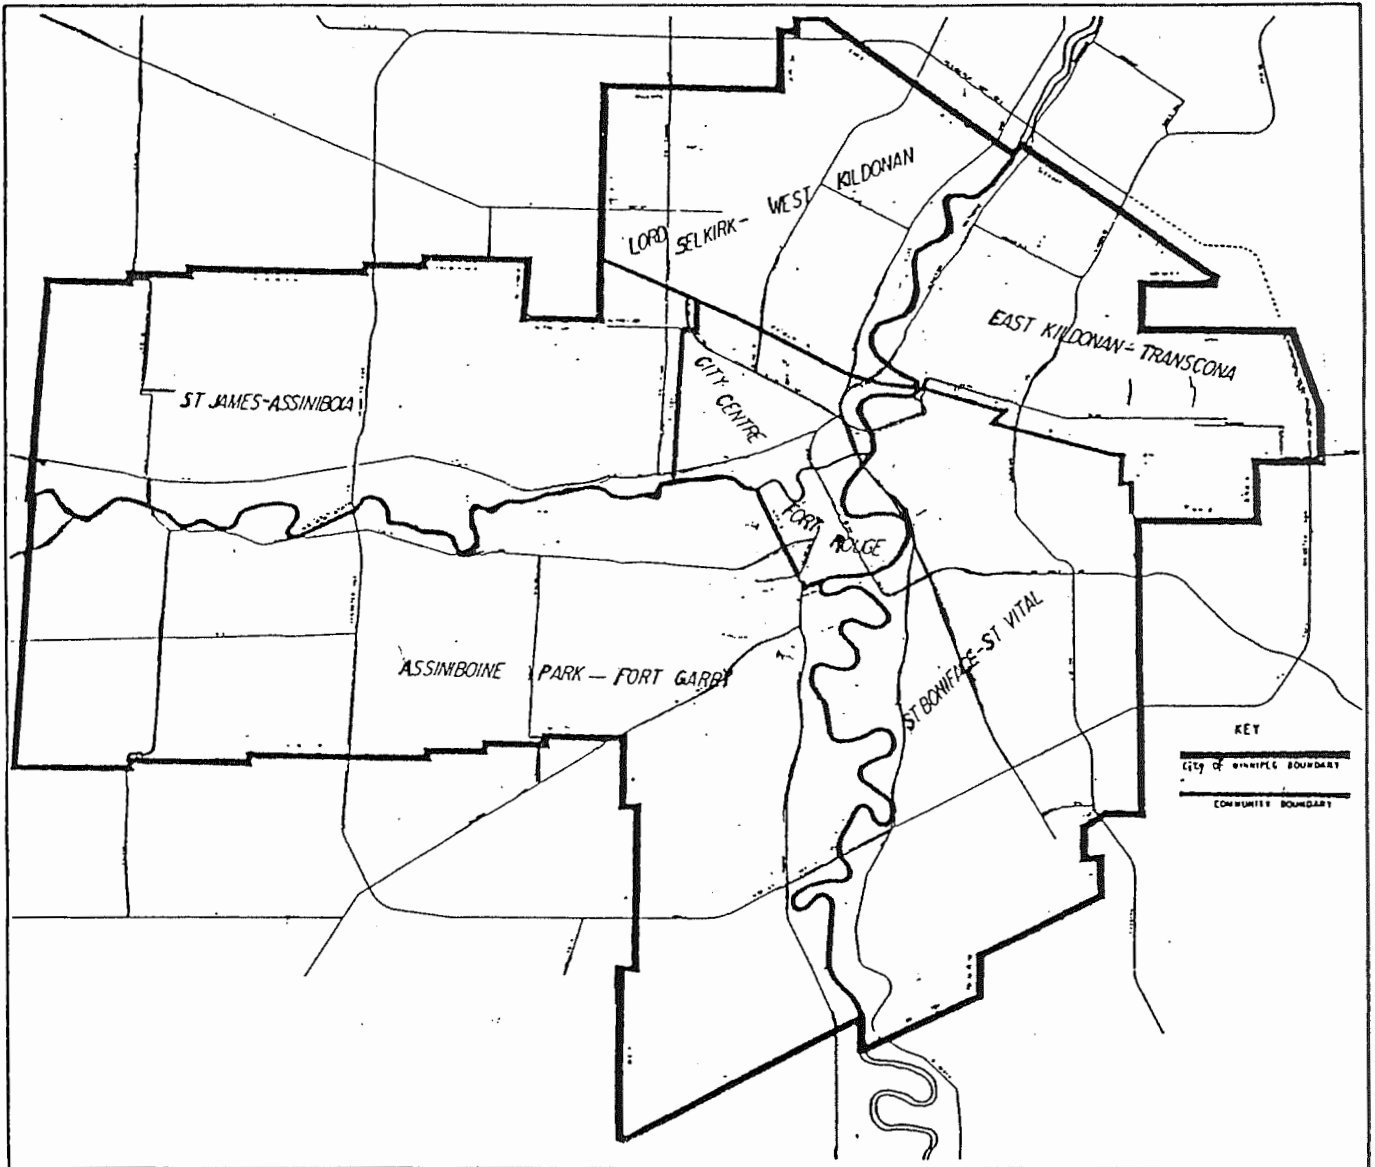 LORD SELKIRK - WEST KILDONAN
EAST KILDONAN - TRANSCONA
CITY CENTRE
ST JAMES-ASSINIBOIA
FORT ROUGE
ST BONIFACE-ST VITAL
ASSINIBOINE PARK - FORT GARRY
KEY
City of WINNIPEG BOUNDARY
COMMUNITY BOUNDARY